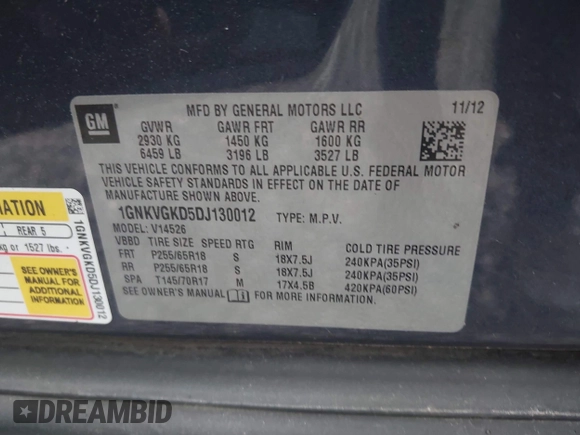 GM
MFD BY GENERAL MOTORS LLC 11/12
GVWR GAWR FRT GAWR RR
2930 KG 1450 KG 1600 KG
6459 LB 3196 LB 3527 LB
THIS VEHICLE CONFORMS TO ALL APPLICABLE U.S. FEDERAL MOTOR
VEHICLE SAFETY STANDARDS IN EFFECT ON THE DATE OF
MANUFACTURE SHOWN ABOVE.
1GNKVGKD5DJ130012 TYPE: M.P.V.
MODEL: V14526
VBBD TIRE SIZE SPEED RTG RIM COLD TIRE PRESSURE
FRT P255/65R18 S 18X7.5J 240KPA(35PSI)
RR P255/65R18 S 18X7.5J 240KPA(35PSI)
SPA T145/70R17 M 17X4.5B 420KPA(60PSI)
SEE OWNER'S MANUAL FOR MORE INFORMATION.
MATION
REAR 5
kg or 1527 lbs.
SEE OWNER'S
MANUAL FOR
ADDITIONAL
INFORMATION
1GNKVGKD5DJ130012
DREAMBID